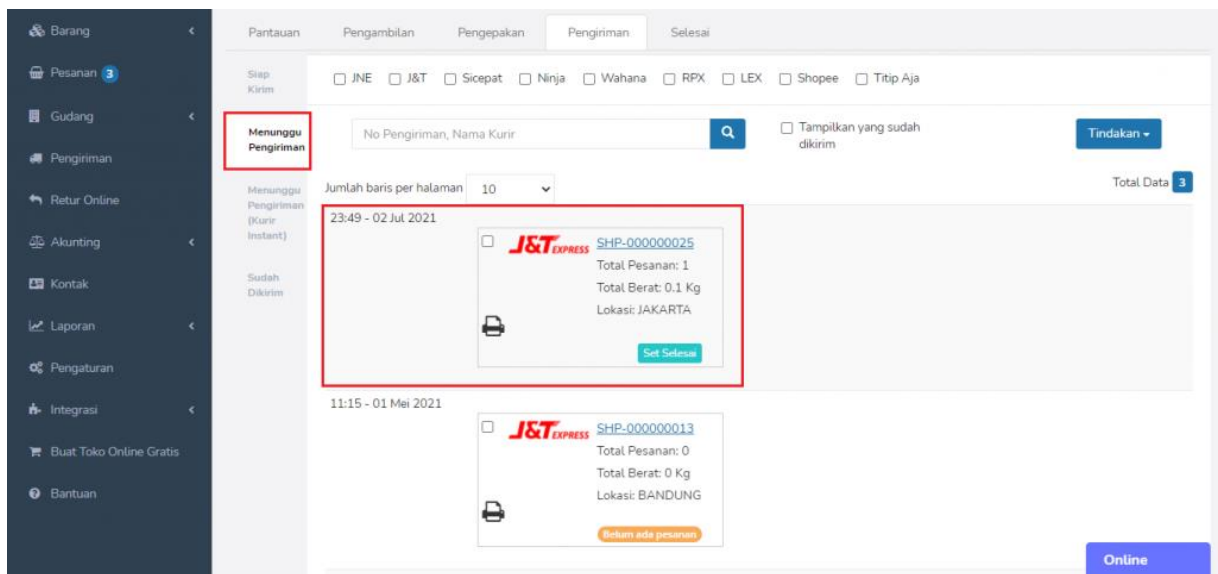 Barang
Pesanan 3
Gudang
Pengiriman
Retur Online
Akunting
Kontak
Laporan
Pengaturan
Integrasi
Buat Toko Online Gratis
Bantuan
Pantauan Pengambilan Pengepakan Pengiriman Selesai
Siap
Kirim
Menunggu
Pengiriman
Menunggu
Pengiriman
(Kurir
Instant)
Sudah
Dikirim
JNE J&T Sicepat Ninja Wahana RPX LEX Shopee Titip Aja
No Pengiriman, Nama Kurir
Tampilkan yang sudah
dikirim
Tindakan
Jumlah baris per halaman 10
Total Data 3
23:49 - 02 Jul 2021
J&T EXPRESS SHP-000000025
Total Pesanan: 1
Total Berat: 0.1 Kg
Lokasi: JAKARTA
Set Selesai
11:15 - 01 Mei 2021
J&T EXPRESS SHP-000000013
Total Pesanan: 0
Total Berat: 0 Kg
Lokasi: BANDUNG
Belum ada pesanan
Online